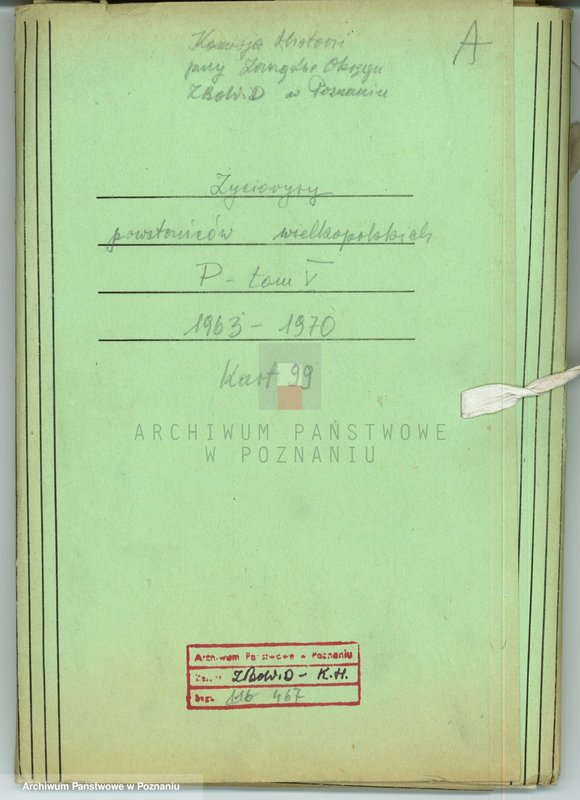 A
Komisja Historii
przy Zarządzie Okręgu
ZBoWiD w Poznaniu
Życiorysy
powstańców wielkopolskich
P - tom V
1963 - 1970
Kart 99
ARCHIWUM PAŃSTWOWE
W POZNANIU
Archiwum Państwowe w Poznaniu
ZBoWiD - K.H.
Sygn. 116 467
Archiwum Państwowe w Poznaniu